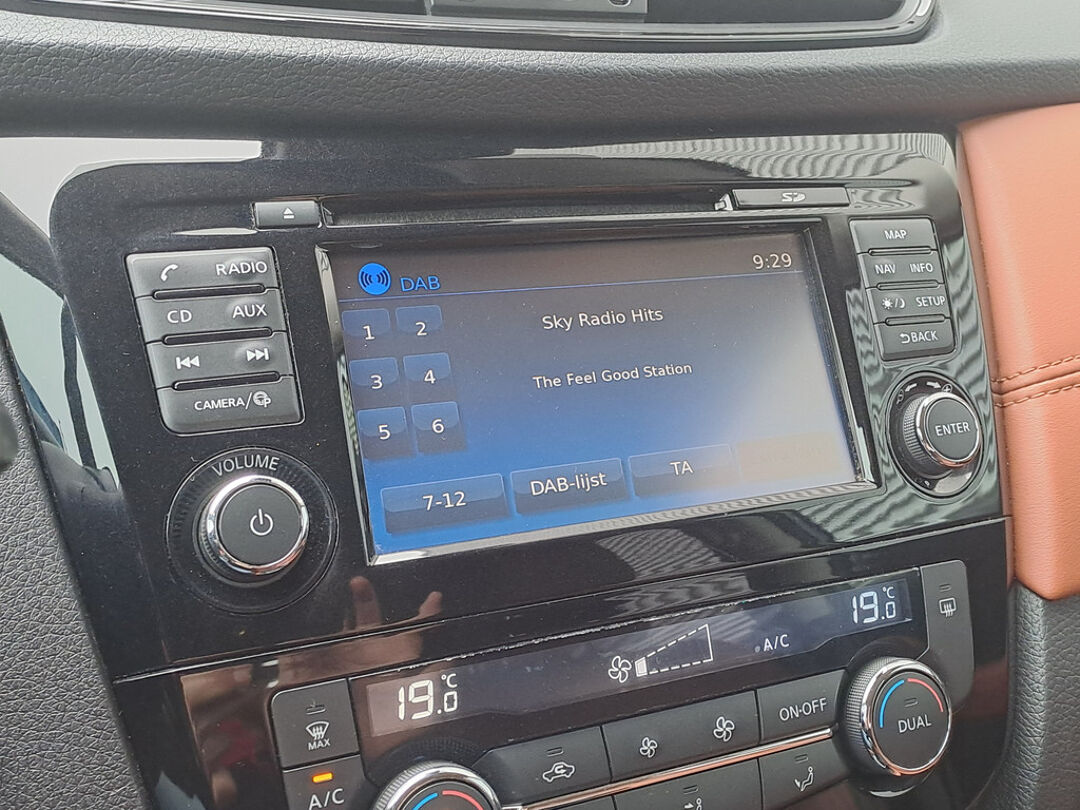 SD
RADIO
CD AUX
CAMERA/
VOLUME
DAB 9:29
1 2
3 4
5 6
Sky Radio Hits
The Feel Good Station
7-12 DAB-lijst TA
MAP
NAV INFO
SETUP
BACK
ENTER
19.0 °C
A/C
19.0 °C
MAX
A/C
ON·OFF
DUAL